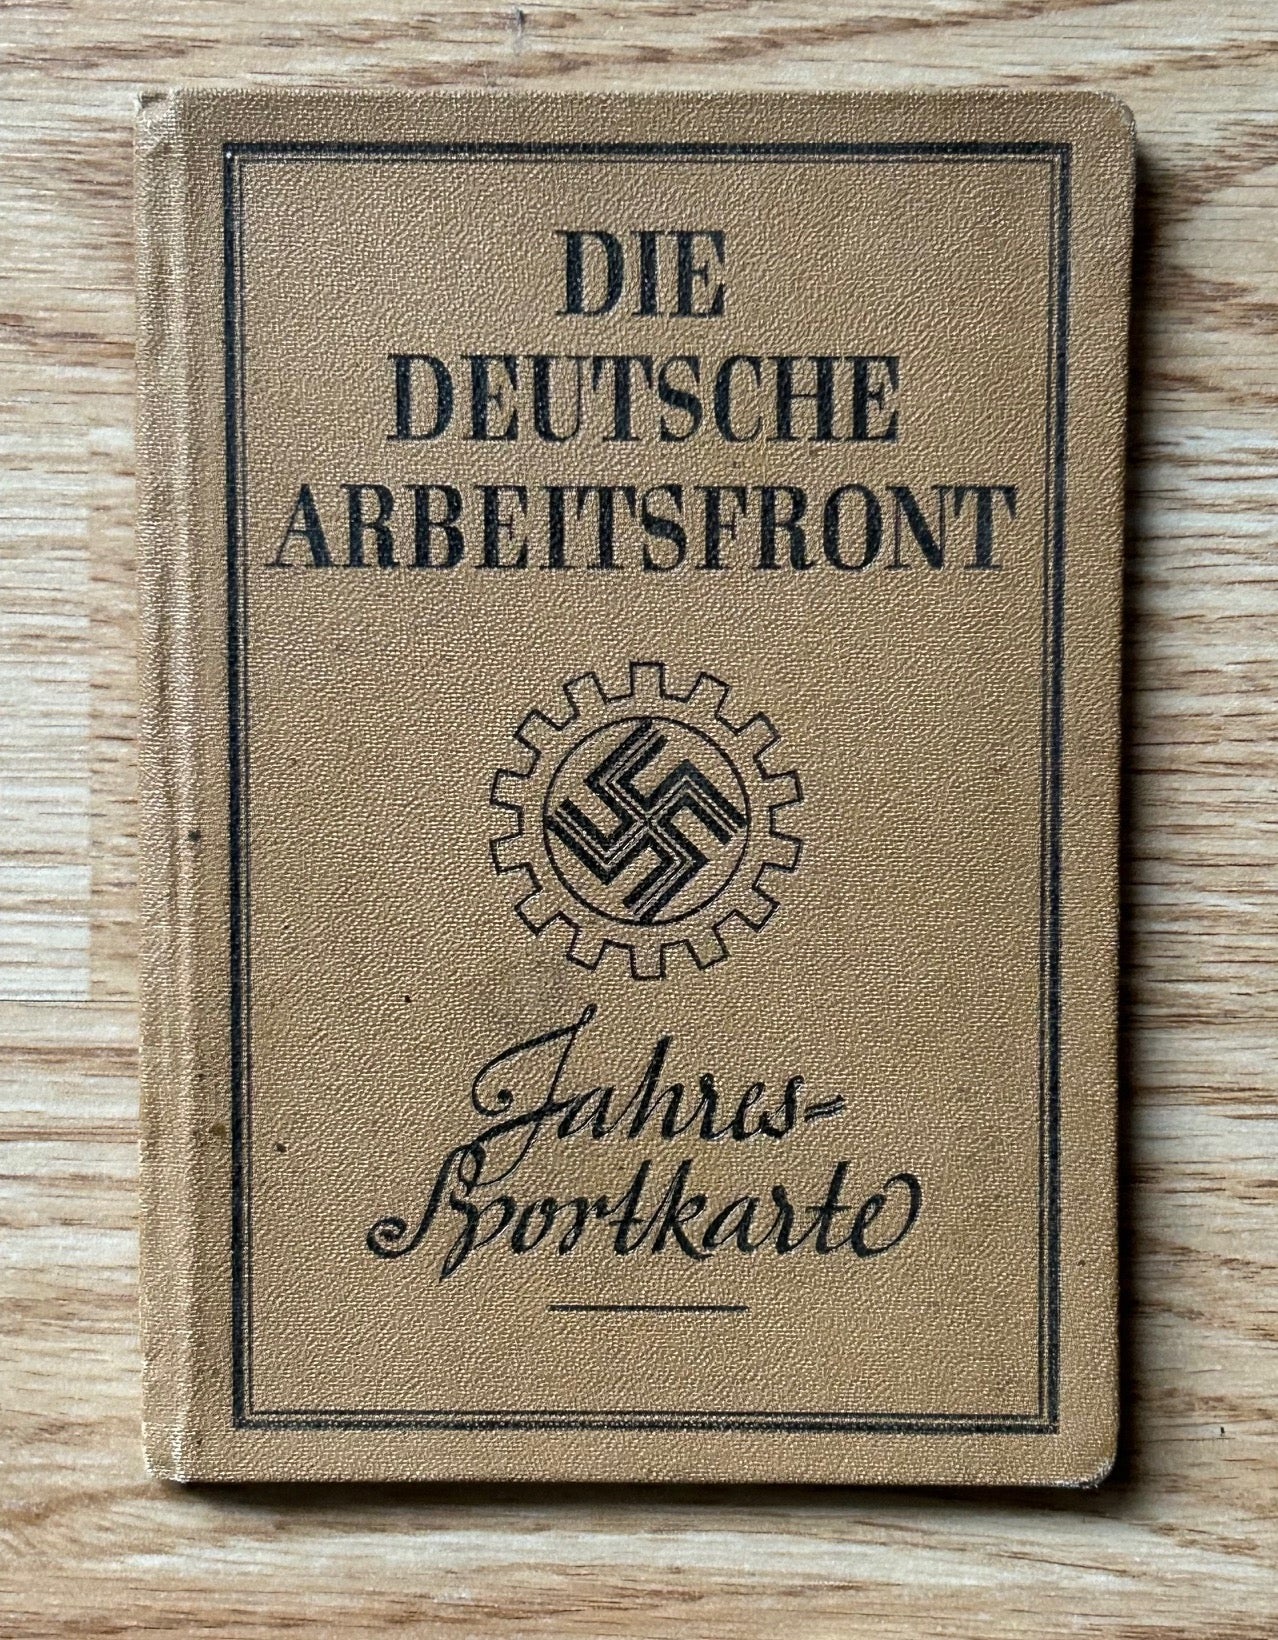 DIE
DEUTSCHE
ARBEITSFRONT
Jahres-
Sportkarte